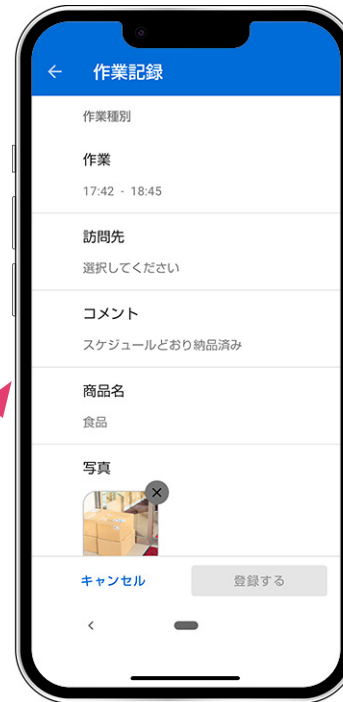 作業記録
作業種別
作業
17:42 - 18:45
訪問先
選択してください
コメント
スケジュールどおり納品済み
商品名
食品
写真
キャンセル
登録する